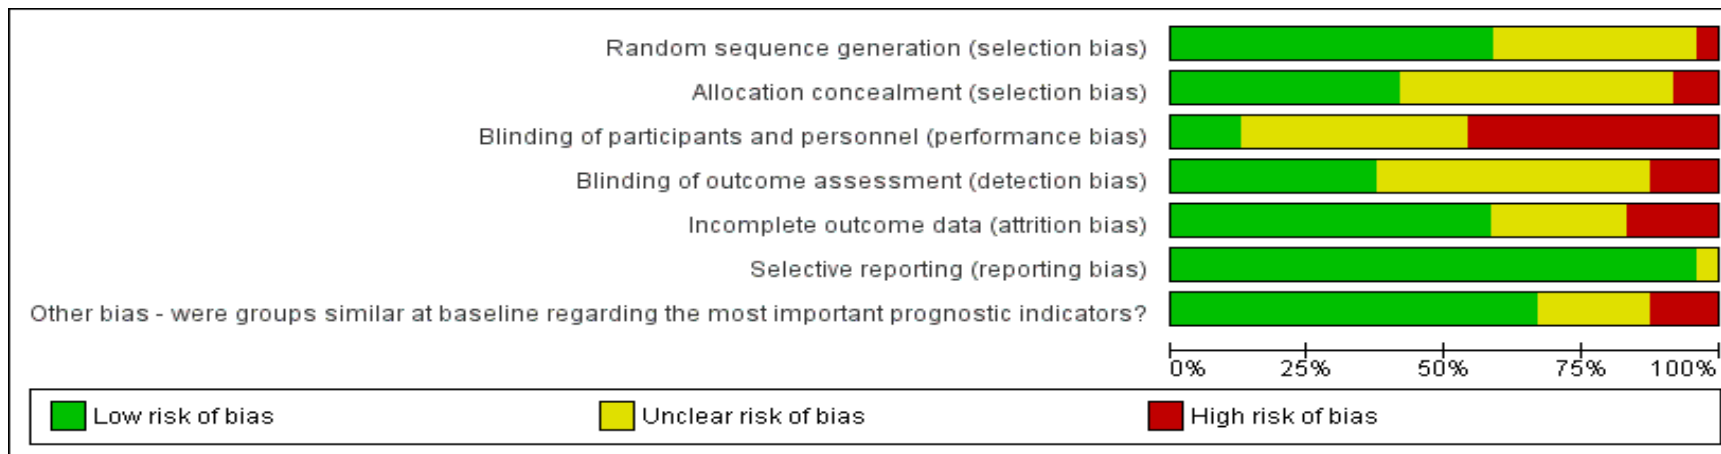 Random sequence generation (selection bias)
Allocation concealment (selection bias)
Blinding of participants and personnel (performance bias)
Blinding of outcome assessment (detection bias)
Incomplete outcome data (attrition bias)
Selective reporting (reporting bias)
Other bias - were groups similar at baseline regarding the most important prognostic indicators?
0% 25% 50% 75% 100%
Low risk of bias Unclear risk of bias High risk of bias